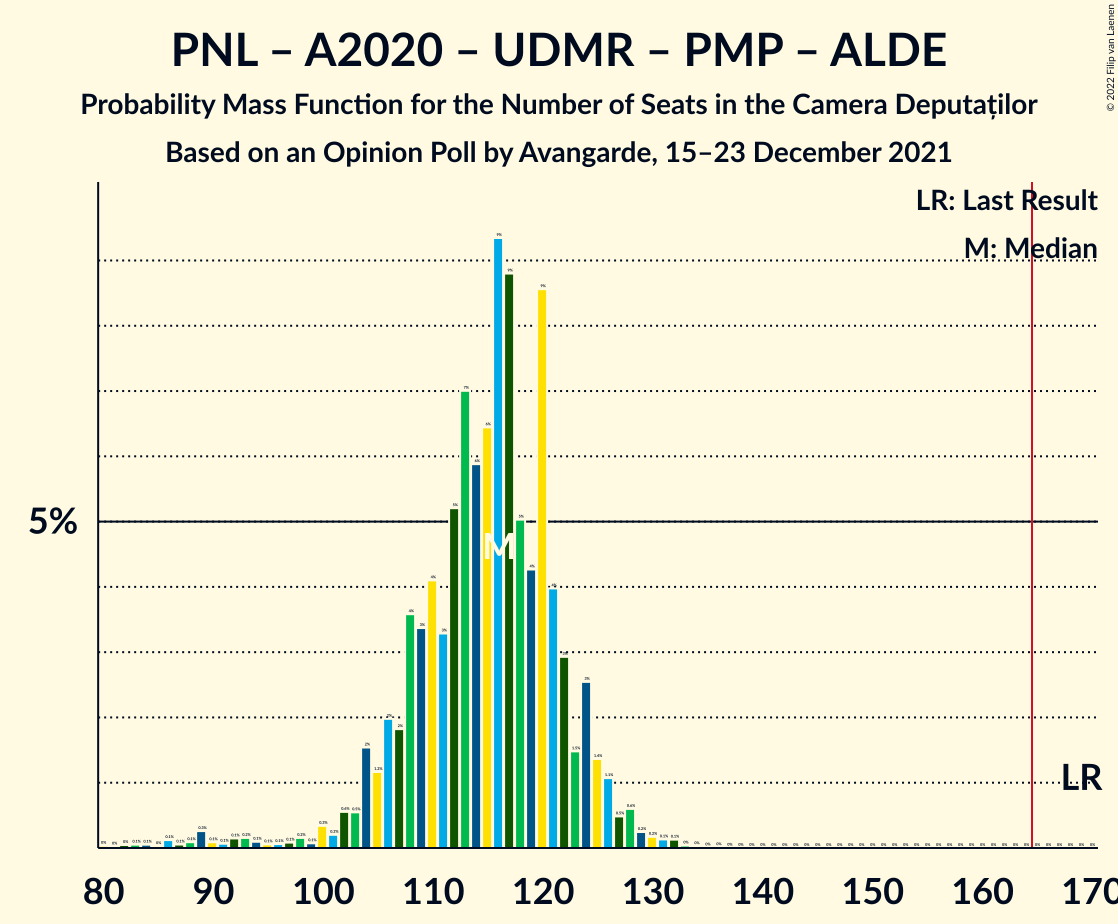 PNL – A2020 – UDMR – PMP – ALDE
Probability Mass Function for the Number of Seats in the Camera Deputaților
Based on an Opinion Poll by Avangarde, 15–23 December 2021
© 2022 Filip van Laenen
LR: Last Result
M: Median
5%
M
LR
80 90 100 110 120 130 140 150 160 170